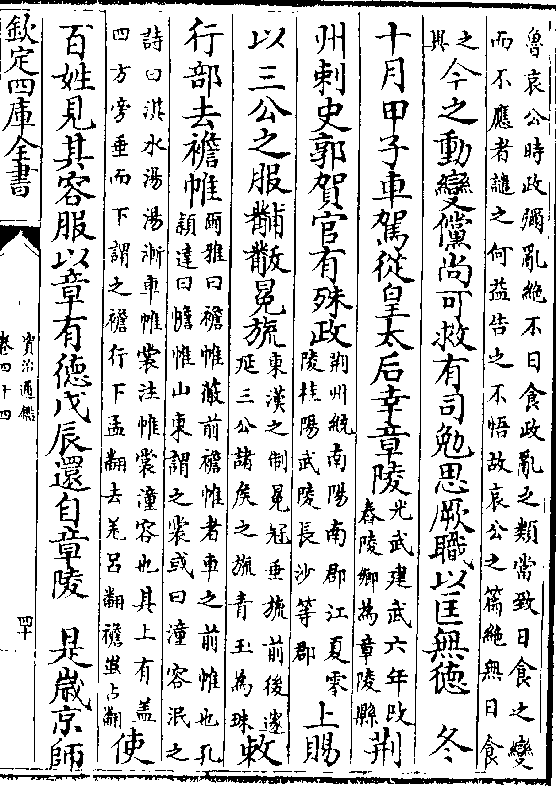 魯哀公時政彌亂絶不日食政亂之類當致日食之變
而不應者譴之何益告之不悟故哀公之篇絶無日食
之異今之動變儻尚可救有司勉思厥職以匡無德　冬
十月甲子車駕從皇太后幸章陵光武建武六年改舂陵鄉為章陵縣荆
州刺史郭賀官有殊政荆州統南陽南郡江夏零陵桂陽武陵長沙等郡上賜
以三公之服黼黻冕旒東漢之制冕冠垂旒前後邃延三公諸侯之旒青玉為珠敕
行部去襜帷爾雅曰襜帷蔽前襜帷者車之前帷也孔穎達曰幨帷山東謂之裳或曰潼容泯之
詩曰淇水湯湯漸車帷裳注帷裳潼容也其上有蓋
四方旁垂而下謂之襜行下孟翻去羌呂翻襜蚩占翻使
百姓見其容服以章有德戊辰還自章陵　是歲京師
欽定四庫全書
資治通鑑
卷四十四
四十